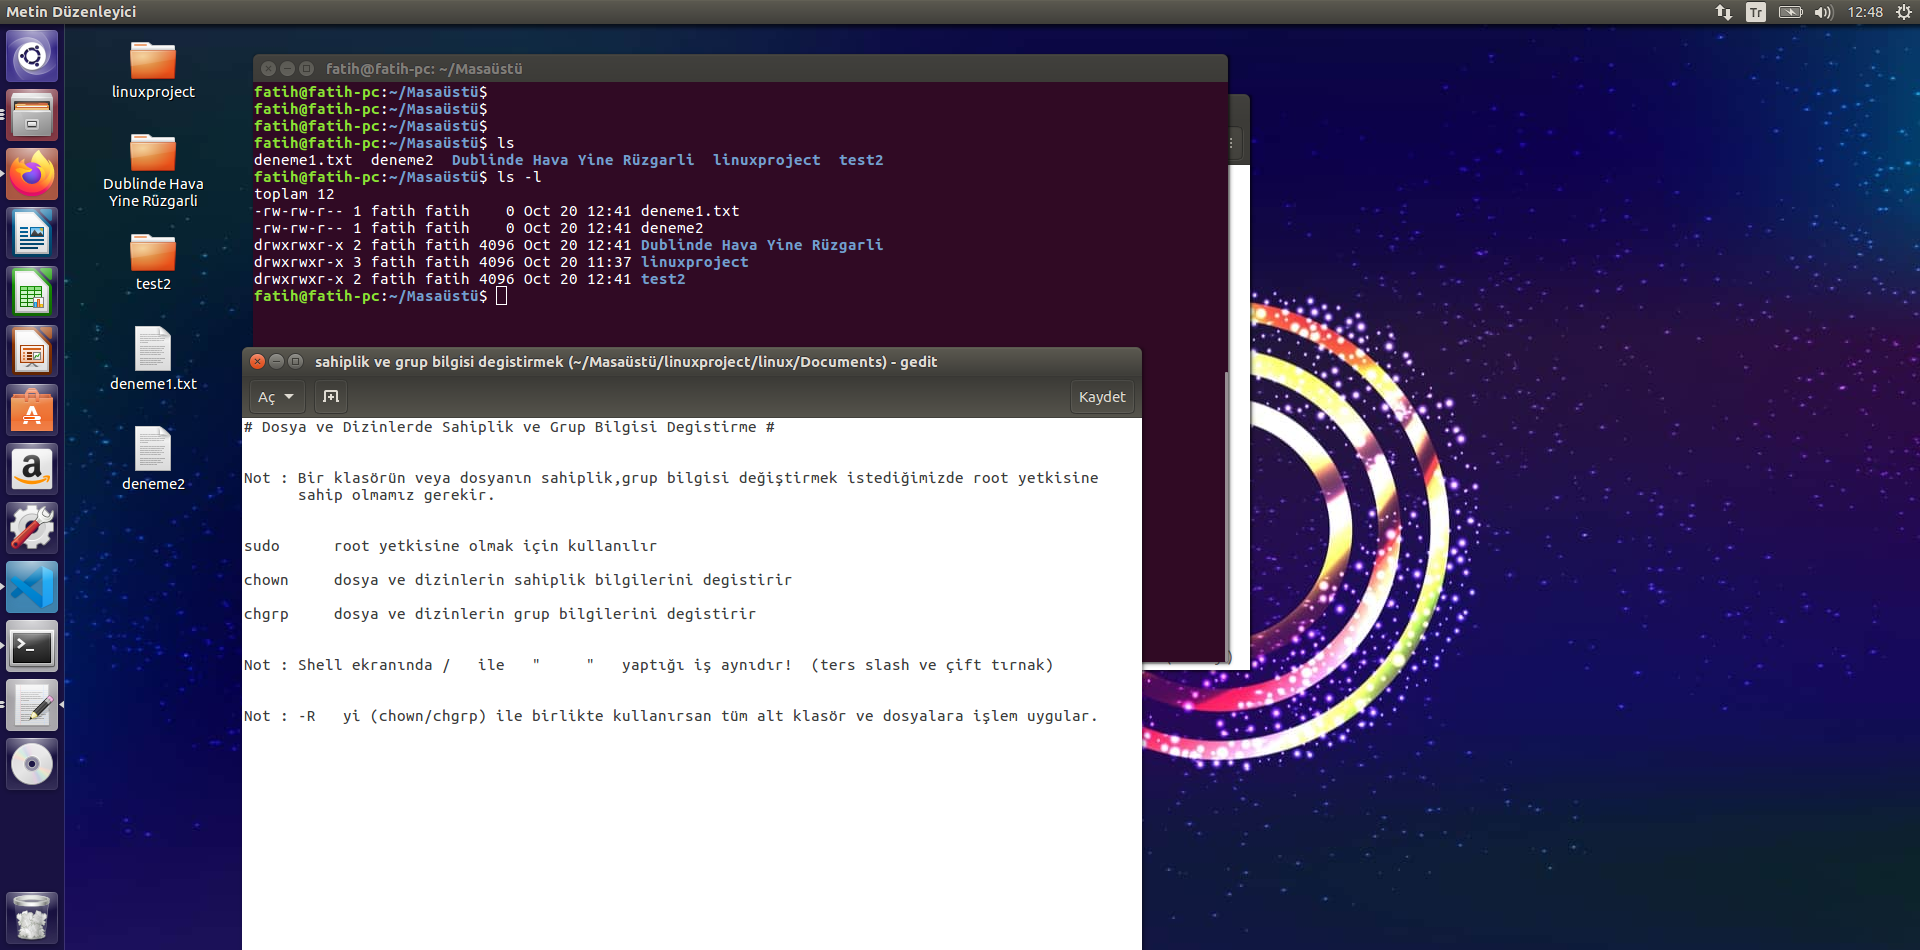 Metin Düzenleyici
Tr
12:48
linuxproject
Dublinde Hava
Yine Rüzgarli
test2
deneme1.txt
deneme2
fatih@fatih-pc: ~/Masaüstü
fatih@fatih-pc:~/Masaüstü$
fatih@fatih-pc:~/Masaüstü$
fatih@fatih-pc:~/Masaüstü$
fatih@fatih-pc:~/Masaüstü$ ls
deneme1.txt  deneme2  Dublinde Hava Yine Rüzgarli  linuxproject  test2
fatih@fatih-pc:~/Masaüstü$ ls -l
toplam 12
-rw-rw-r-- 1 fatih fatih    0 Oct 20 12:41 deneme1.txt
-rw-rw-r-- 1 fatih fatih    0 Oct 20 12:41 deneme2
drwxrwxr-x 2 fatih fatih 4096 Oct 20 12:41 Dublinde Hava Yine Rüzgarli
drwxrwxr-x 3 fatih fatih 4096 Oct 20 11:37 linuxproject
drwxrwxr-x 2 fatih fatih 4096 Oct 20 12:41 test2
fatih@fatih-pc:~/Masaüstü$
sahiplik ve grup bilgisi degistirmek (~/Masaüstü/linuxproject/linux/Documents) - gedit
Aç
Kaydet
# Dosya ve Dizinlerde Sahiplik ve Grup Bilgisi Degistirme #
Not : Bir klasörün veya dosyanın sahiplik,grup bilgisi değiştirmek istediğimizde root yetkisine
sahip olmamız gerekir.
sudo      root yetkisine olmak için kullanılır
chown     dosya ve dizinlerin sahiplik bilgilerini degistirir
chgrp     dosya ve dizinlerin grup bilgilerini degistirir
Not : Shell ekranında /   ile   "     "   yaptığı iş aynıdır!  (ters slash ve çift tırnak)
Not : -R   yi (chown/chgrp) ile birlikte kullanırsan tüm alt klasör ve dosyalara işlem uygular.